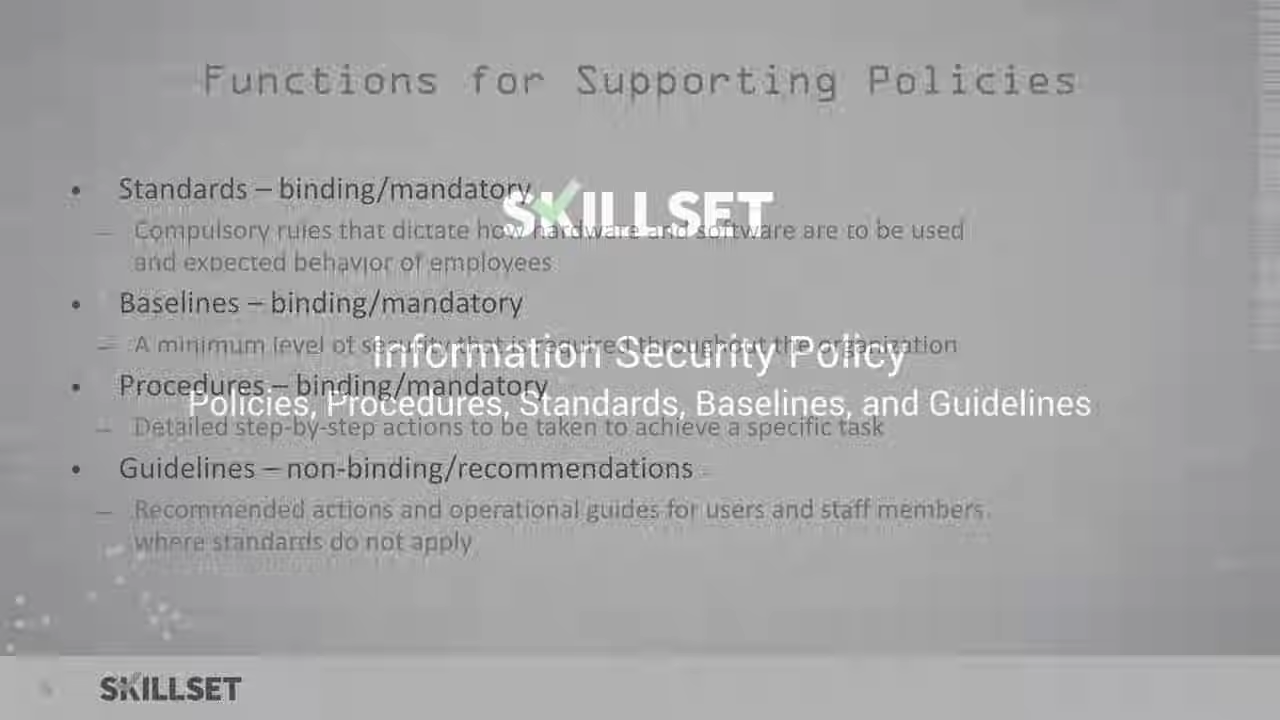 Functions for Supporting Policies
• Standards – binding/mandatory
SKILLSET
– Compulsory rules that dictate how hardware and software are to be used
and expected behavior of employees
• Baselines – binding/mandatory
– A minimum level of security that is required throughout the organization
Information Security Policy
• Procedures – binding/mandatory
Policies, Procedures, Standards, Baselines, and Guidelines
– Detailed step-by-step actions to be taken to achieve a specific task
• Guidelines – non-binding/recommendations
– Recommended actions and operational guides for users and staff members
where standards do not apply
SKILLSET